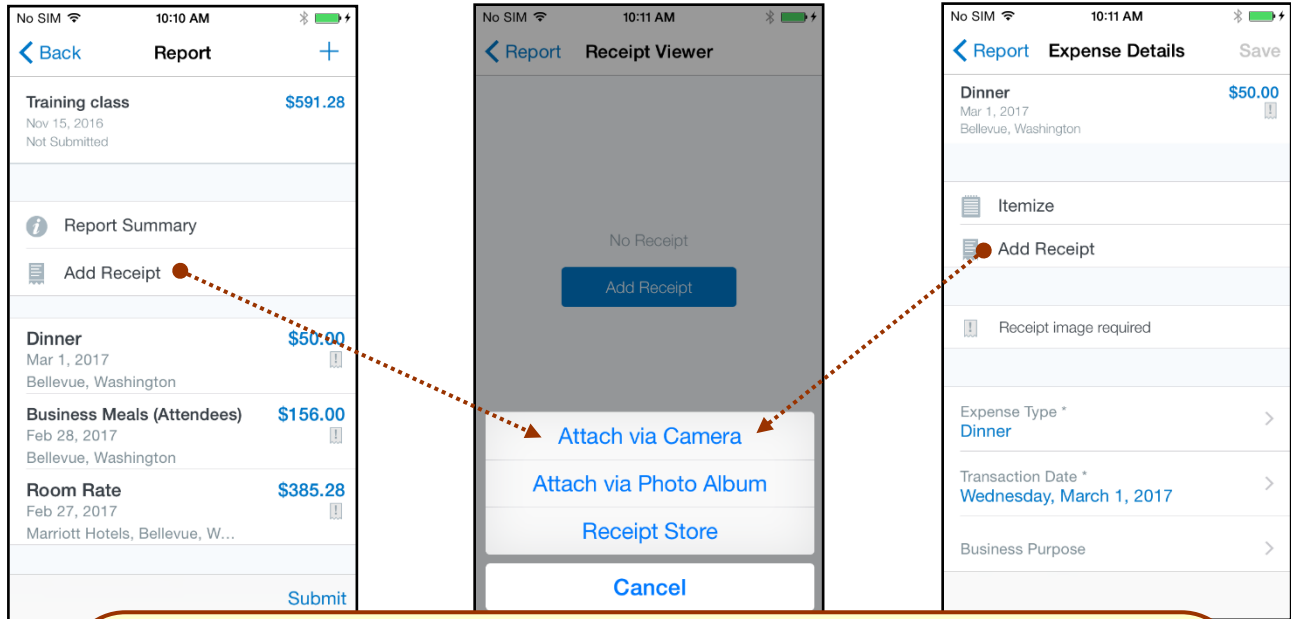 No SIM 10:10 AM
Back Report +
Training class $591.28
Nov 15, 2016
Not Submitted
Report Summary
Add Receipt
Dinner $50.00
Mar 1, 2017
Bellevue, Washington
Business Meals (Attendees) $156.00
Feb 28, 2017
Bellevue, Washington
Room Rate $385.28
Feb 27, 2017
Marriott Hotels, Bellevue, W...
Submit
No SIM 10:11 AM
Report Receipt Viewer
No Receipt
Add Receipt
Attach via Camera
Attach via Photo Album
Receipt Store
Cancel
No SIM 10:11 AM
Report Expense Details Save
Dinner $50.00
Mar 1, 2017
Bellevue, Washington
Itemize
Add Receipt
Receipt image required
Expense Type *
Dinner
Transaction Date *
Wednesday, March 1, 2017
Business Purpose